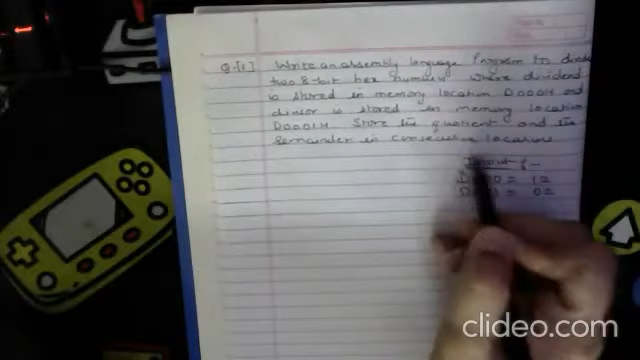 Q.[1.] Write an assembly language Program to divide
two 8-bit hex numbers where dividend
is stored in memory location D000H and
divisor is stored in memory location
D0001H Store the quotient and the
remainder in consecutive locations
Input :-
= 12
= 02
clideo.com